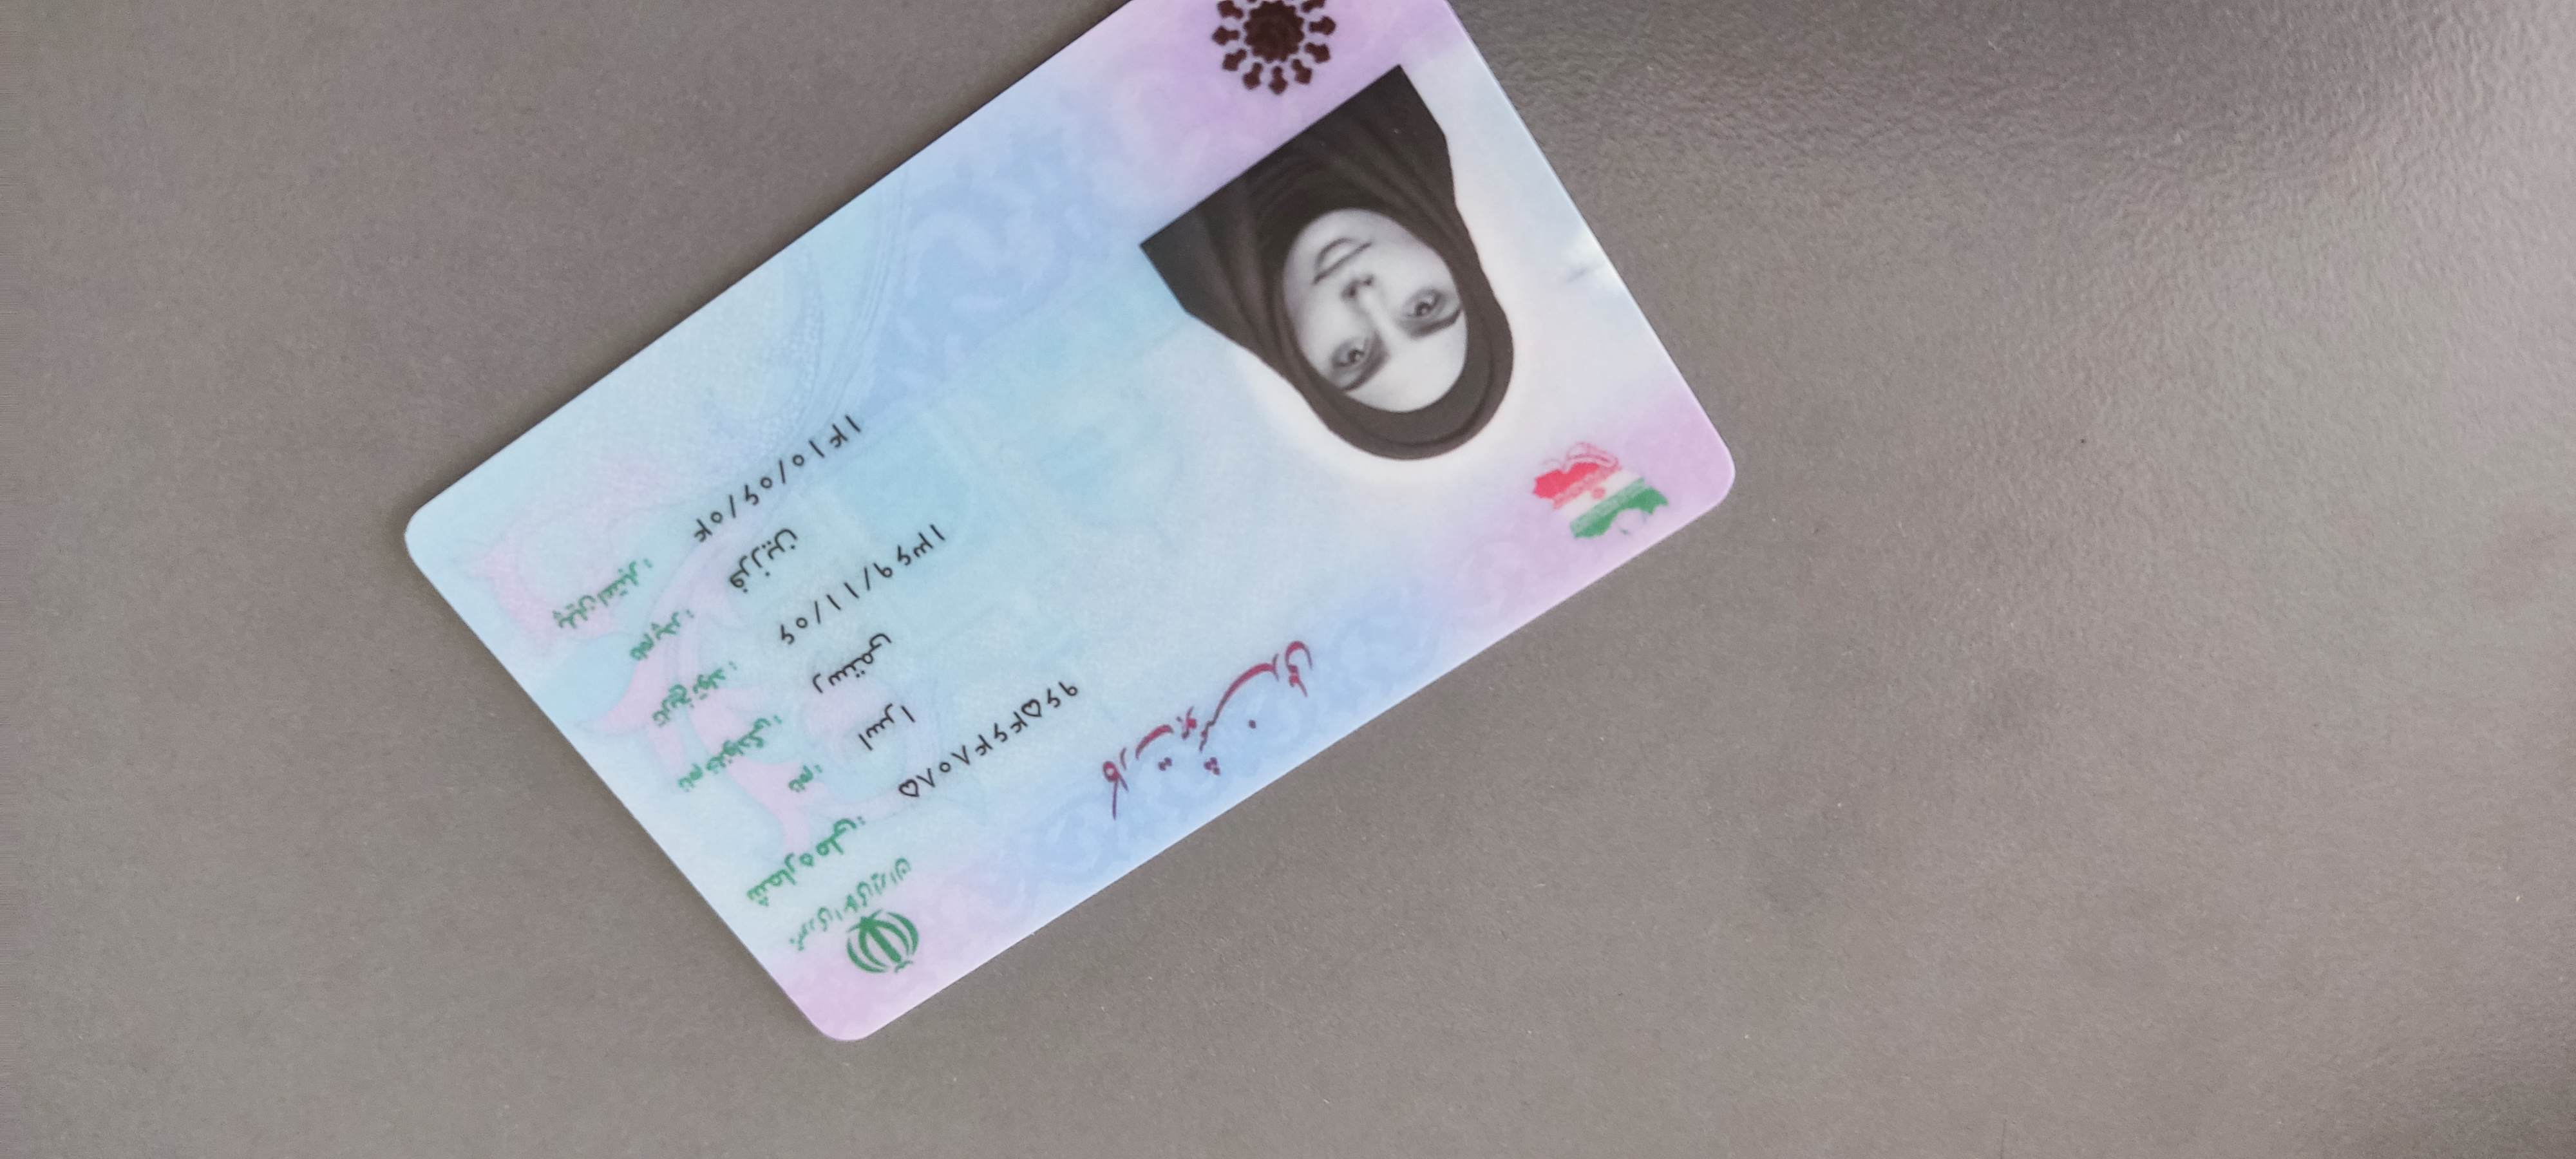 جمهوری اسلامی ایران
کارت هوشمند ملی
شماره ملی: ۹۶۵۴۶۴۸۰۸۵
نام: اسرا
نام خانوادگی: رستمی
تاریخ تولد: ۱۳۶۹/۱۱/۰۶
نام پدر: فرزین
پایان اعتبار: ۱۴۱۰/۰۶/۰۴